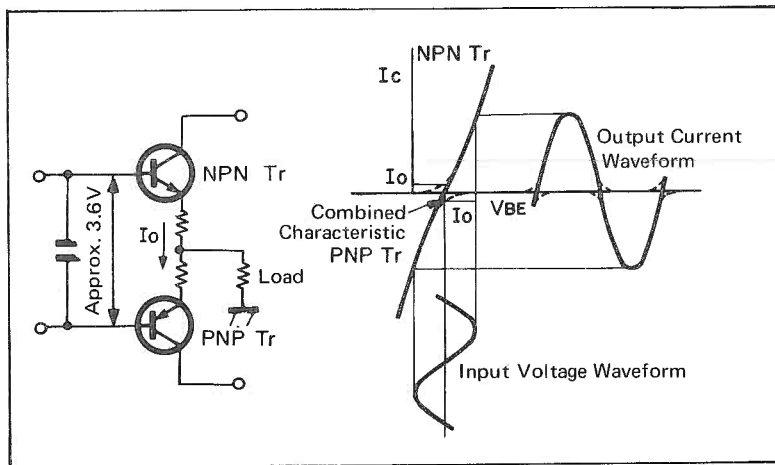 NPN Tr
Ic
Output Current
Waveform
NPN Tr
Io
Approx. 3.6V
Io
Combined
Characteristic
PNP Tr
Io
VBE
Load
PNP Tr
Input Voltage Waveform